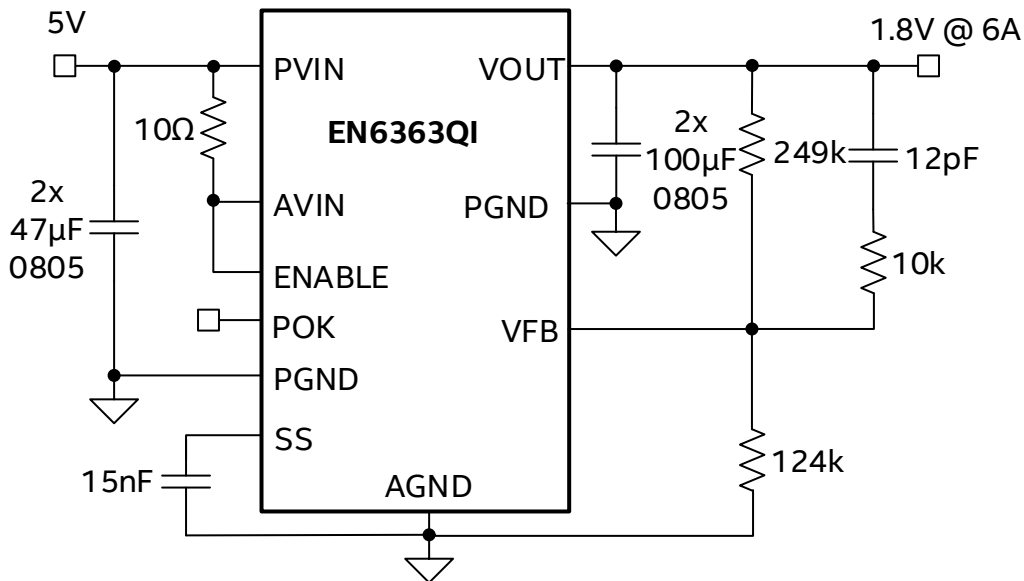 5V
1.8V @ 6A
PVIN
VOUT
10Ω
EN6363QI
2x
100µF
0805
249k
12pF
2x
47µF
0805
AVIN
PGND
ENABLE
10k
POK
VFB
PGND
SS
15nF
AGND
124k